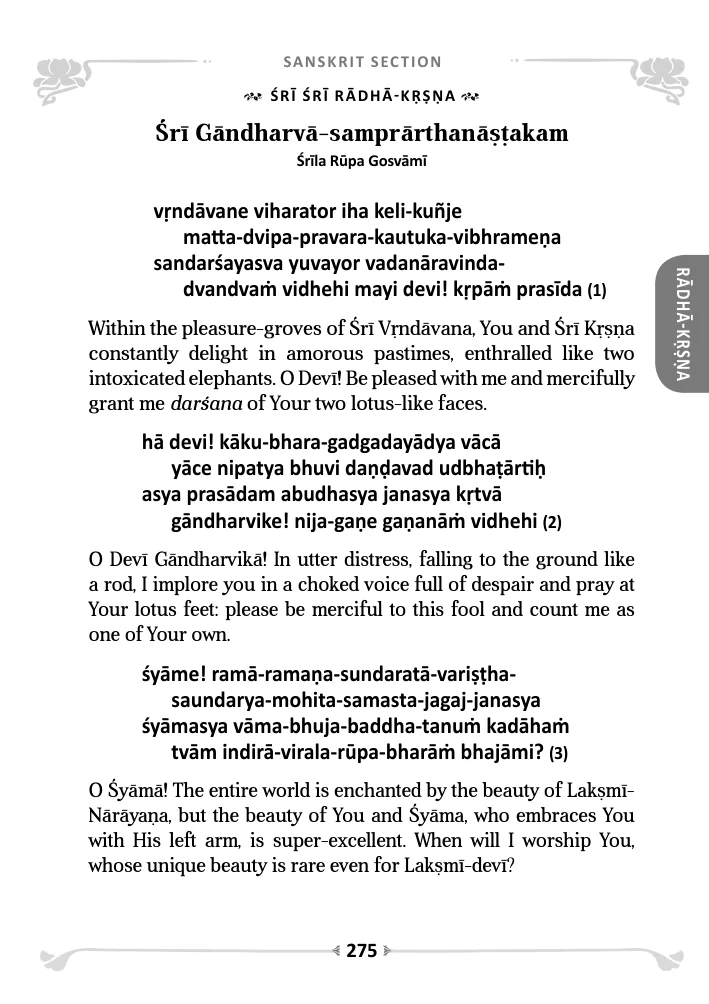 SANSKRIT SECTION
ŚRĪ ŚRĪ RĀDHĀ-KṚṢṆA
Śrī Gāndharvā-samprārthanāṣṭakam
Śrīla Rūpa Gosvāmī
vṛndāvane viharator iha keli-kuñje
matta-dvipa-pravara-kautuka-vibhrameṇa
sandarśayasva yuvayor vadanāravinda-
dvandvaṁ vidhehi mayi devi! kṛpāṁ prasīda (1)
Within the pleasure-groves of Śrī Vṛndāvana, You and Śrī Kṛṣṇa
constantly delight in amorous pastimes, enthralled like two
intoxicated elephants. O Devī! Be pleased with me and mercifully
grant me darśana of Your two lotus-like faces.
hā devi! kāku-bhara-gadgadayādya vācā
yāce nipatya bhuvi daṇḍavad udbhaṭārtiḥ
asya prasādam abudhasya janasya kṛtvā
gāndharvike! nija-gaṇe gaṇanāṁ vidhehi (2)
O Devī Gāndharvikā! In utter distress, falling to the ground like
a rod, I implore you in a choked voice full of despair and pray at
Your lotus feet: please be merciful to this fool and count me as
one of Your own.
śyāme! ramā-ramaṇa-sundaratā-variṣṭha-
saundarya-mohita-samasta-jagaj-janasya
śyāmasya vāma-bhuja-baddha-tanuṁ kadāhaṁ
tvām indirā-virala-rūpa-bharāṁ bhajāmi? (3)
O Śyāmā! The entire world is enchanted by the beauty of Lakṣmī-
Nārāyaṇa, but the beauty of You and Śyāma, who embraces You
with His left arm, is super-excellent. When will I worship You,
whose unique beauty is rare even for Lakṣmī-devī?
RĀDHĀ-KṚṢṆA
275